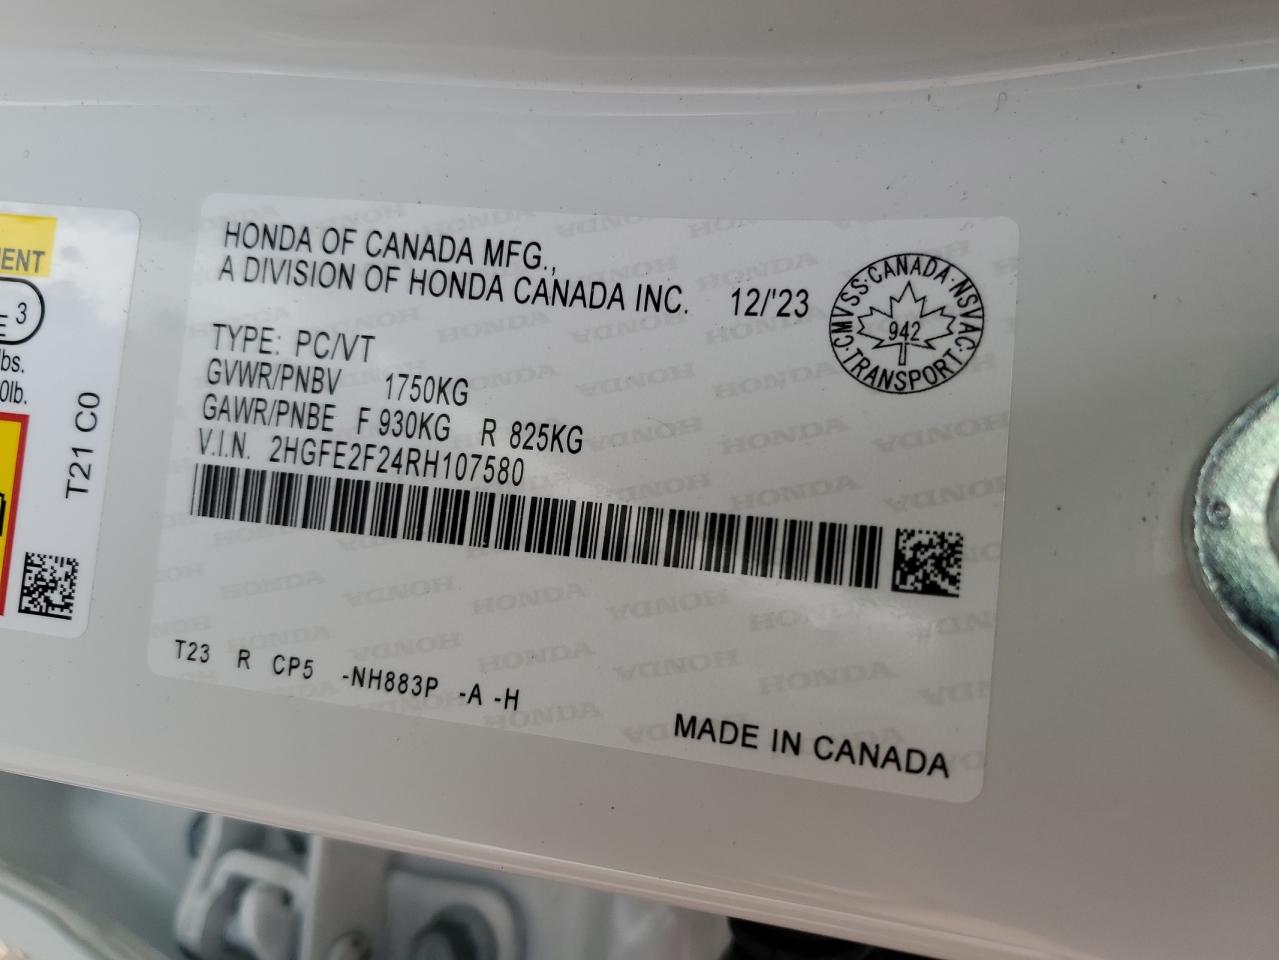 HONDA OF CANADA MFG.,
A DIVISION OF HONDA CANADA INC. 12/'23
TYPE: PC/VT
GVWR/PNBV 1750KG
GAWR/PNBE F 930KG R 825KG
V.I.N. 2HGFE2F24RH107580
CMVSS·CANADA·NSVAC·TRANSPORT·
942
T23 R CP5 -NH883P -A -H
MADE IN CANADA
ENT
3
E
lbs.
0lb.
T21 C0